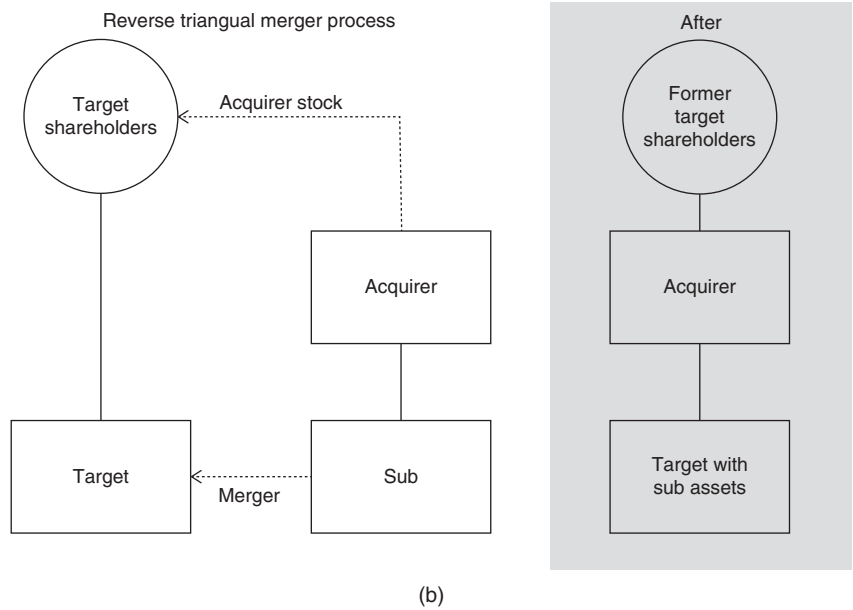 Reverse triangual merger process
After
Target
shareholders
Acquirer stock
Former
target
shareholders
Acquirer
Acquirer
Target
Merger
Sub
Target with
sub assets
(b)